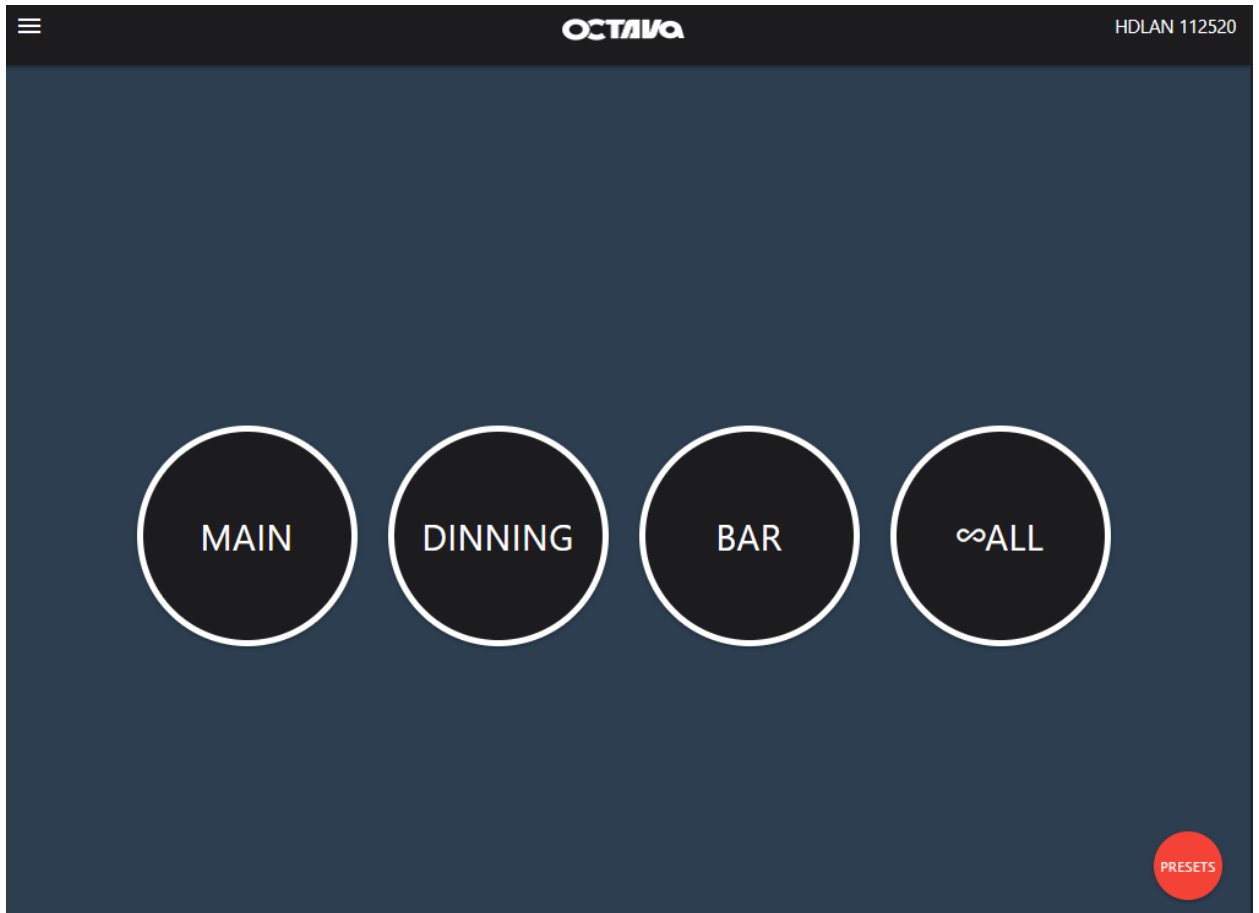 OCTAVA
HDLAN 112520
MAIN
DINNING
BAR
∞ALL
PRESETS